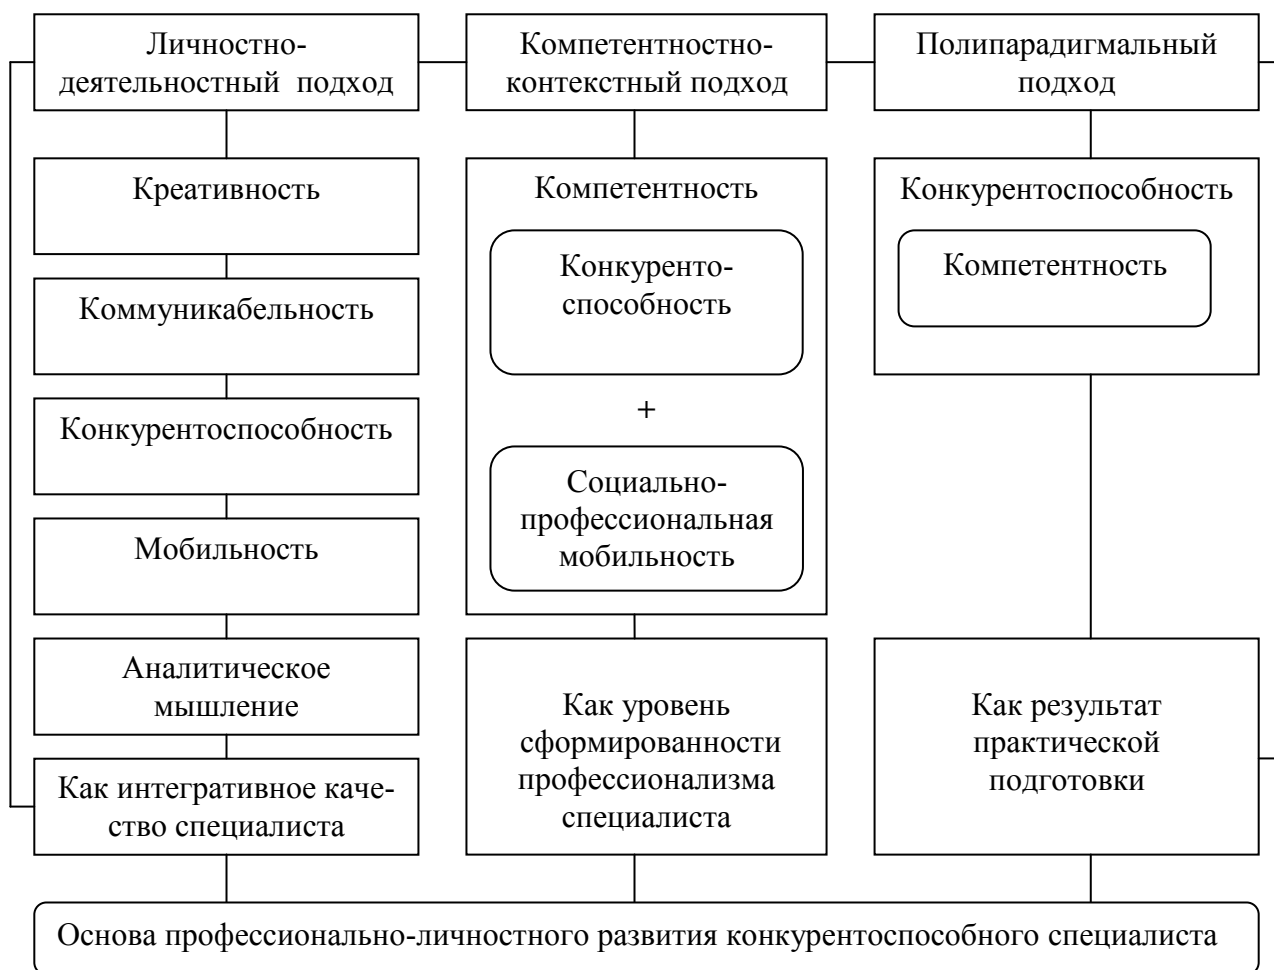 Личностно-
деятельностный подход
Компетентностно-
контекстный подход
Полипарадигмальный
подход
Креативность
Коммуникабельность
Конкурентоспособность
Мобильность
Аналитическое
мышление
Как интегративное каче-
ство специалиста
Компетентность
Конкуренто-
способность
+
Социально-
профессиональная
мобильность
Как уровень
сформированности
профессионализма
специалиста
Конкурентоспособность
Компетентность
Как результат
практической
подготовки
Основа профессионально-личностного развития конкурентоспособного специалиста